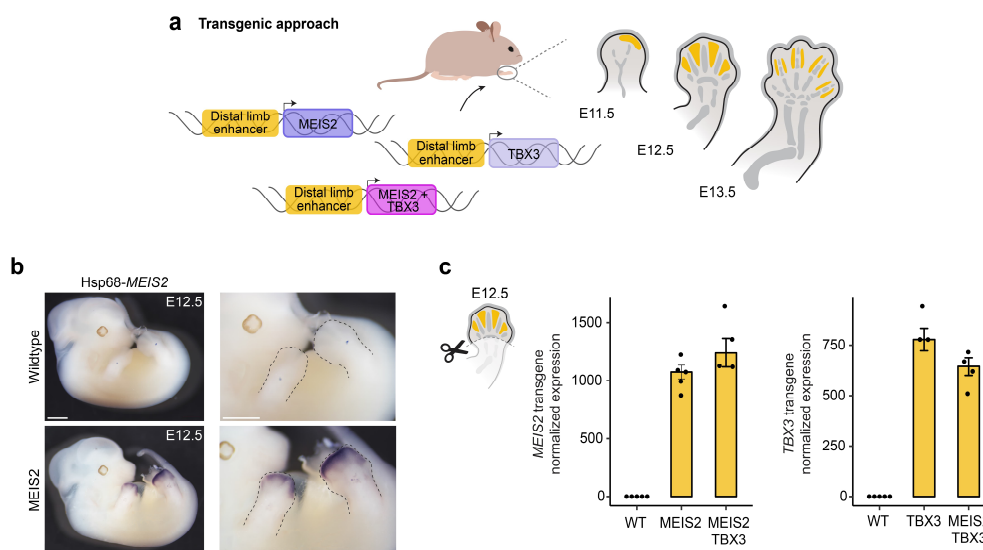 a Transgenic approach
Distal limb
enhancer
MEIS2
Distal limb
enhancer
TBX3
Distal limb
enhancer
MEIS2 +
TBX3
E11.5
E12.5
E13.5
b
Hsp68-MEIS2
Wildtype
E12.5
MEIS2
E12.5
c
E12.5
MEIS2 transgene
normalized expression
1500
1000
500
0
WT
MEIS2
MEIS2
TBX3
TBX3 transgene
normalized expression
750
500
250
0
WT
TBX3
MEIS2
TBX3